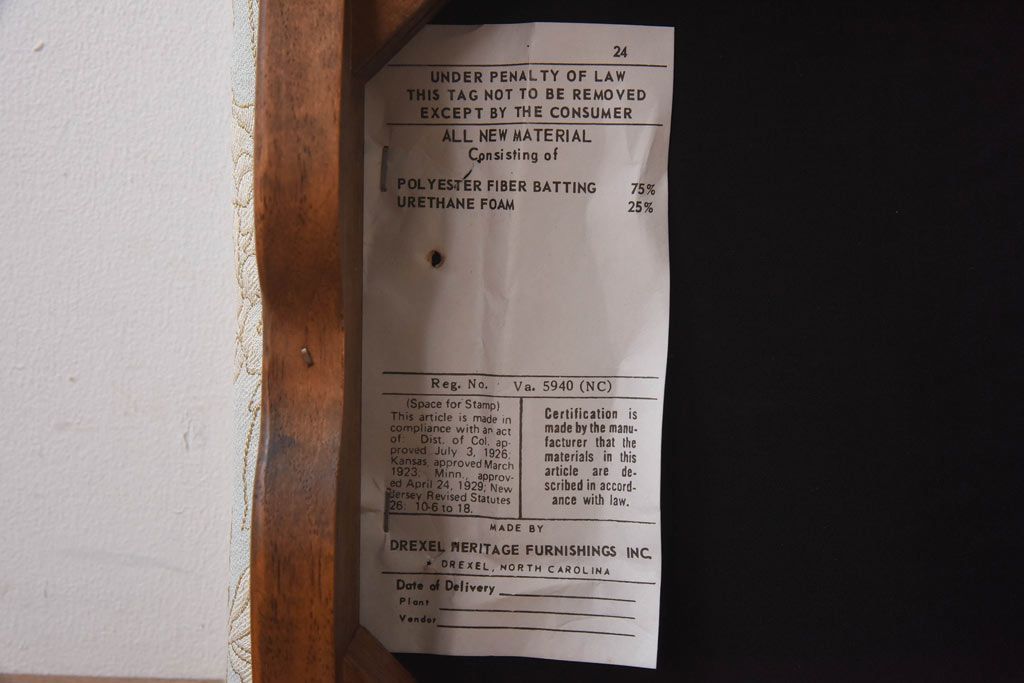 24
UNDER PENALTY OF LAW
THIS TAG NOT TO BE REMOVED
EXCEPT BY THE CONSUMER
ALL NEW MATERIAL
Consisting of
POLYESTER FIBER BATTING 75%
URETHANE FOAM 25%
Reg. No. Va. 5940 (NC)
(Space for Stamp)
This article is made in
compliance with an act
of: Dist. of Col. ap-
proved July 3, 1926;
Kansas, approved March
1923; Minn., approv-
ed April 24, 1929; New
Jersey Revised Statutes
26: 10-6 to 18.
Certification is
made by the manu-
facturer that the
materials in this
article are de-
scribed in accord-
ance with law.
MADE BY
DREXEL HERITAGE FURNISHINGS INC.
* DREXEL, NORTH CAROLINA
Date of Delivery
Plant
Vendor